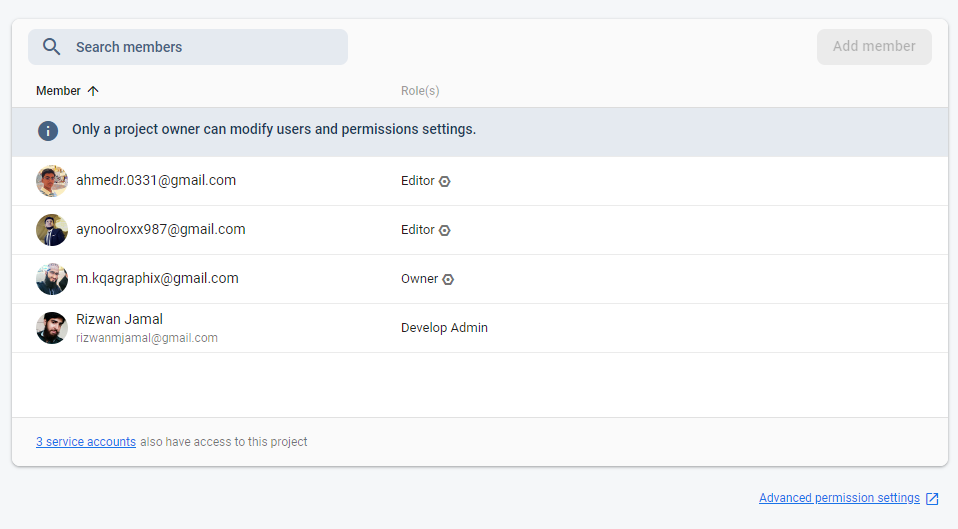 Search members
Add member
Member Role(s)
Only a project owner can modify users and permissions settings.
ahmedr.0331@gmail.com Editor
aynoolroxx987@gmail.com Editor
m.kqagraphix@gmail.com Owner
Rizwan Jamal
rizwanmjamal@gmail.com
Develop Admin
3 service accounts also have access to this project
Advanced permission settings